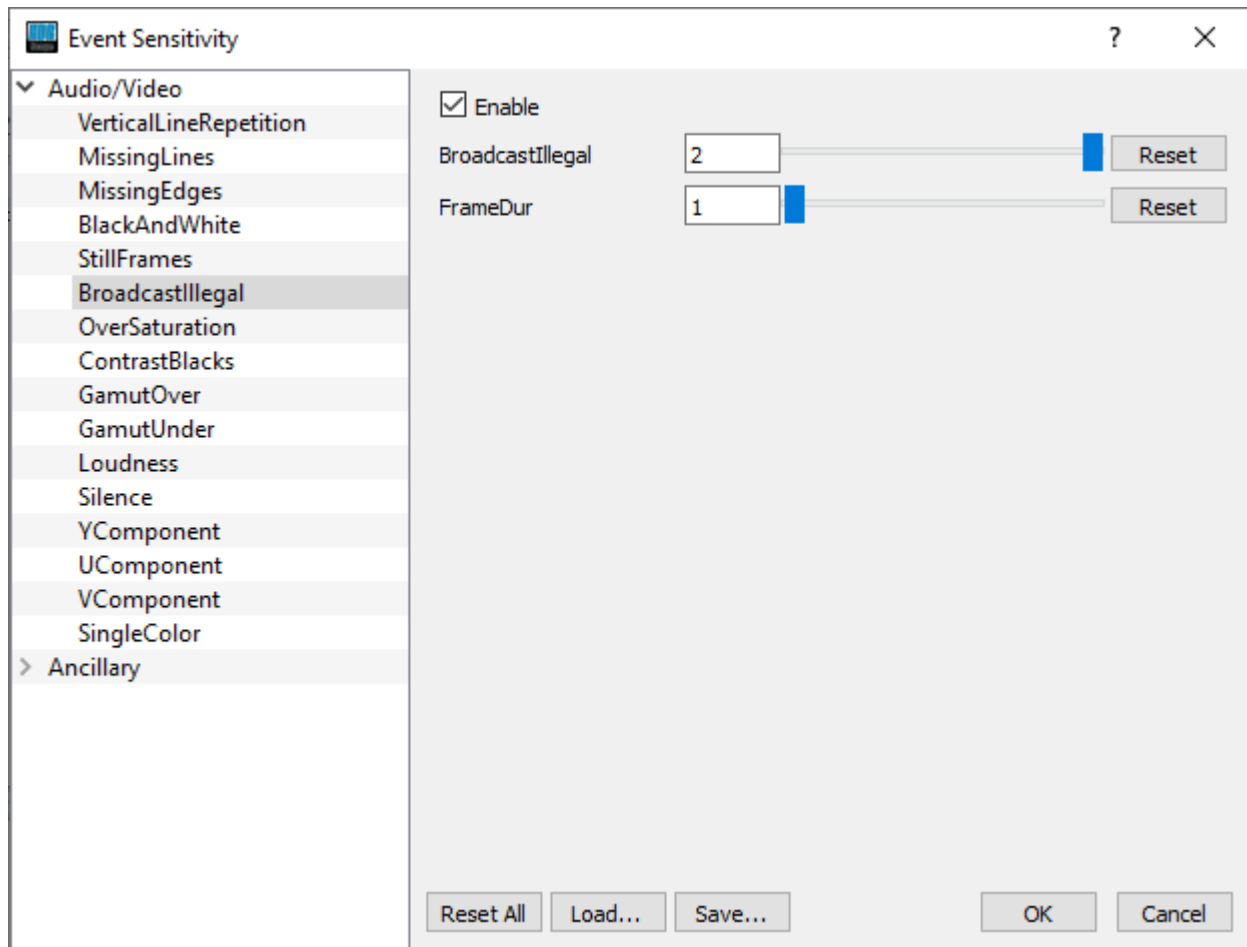 Event Sensitivity ?
Audio/Video
VerticalLineRepetition
MissingLines
MissingEdges
BlackAndWhite
StillFrames
BroadcastIllegal
OverSaturation
ContrastBlacks
GamutOver
GamutUnder
Loudness
Silence
YComponent
UComponent
VComponent
SingleColor
Ancillary
Enable
BroadcastIllegal 2 Reset
FrameDur 1 Reset
Reset All Load... Save... OK Cancel